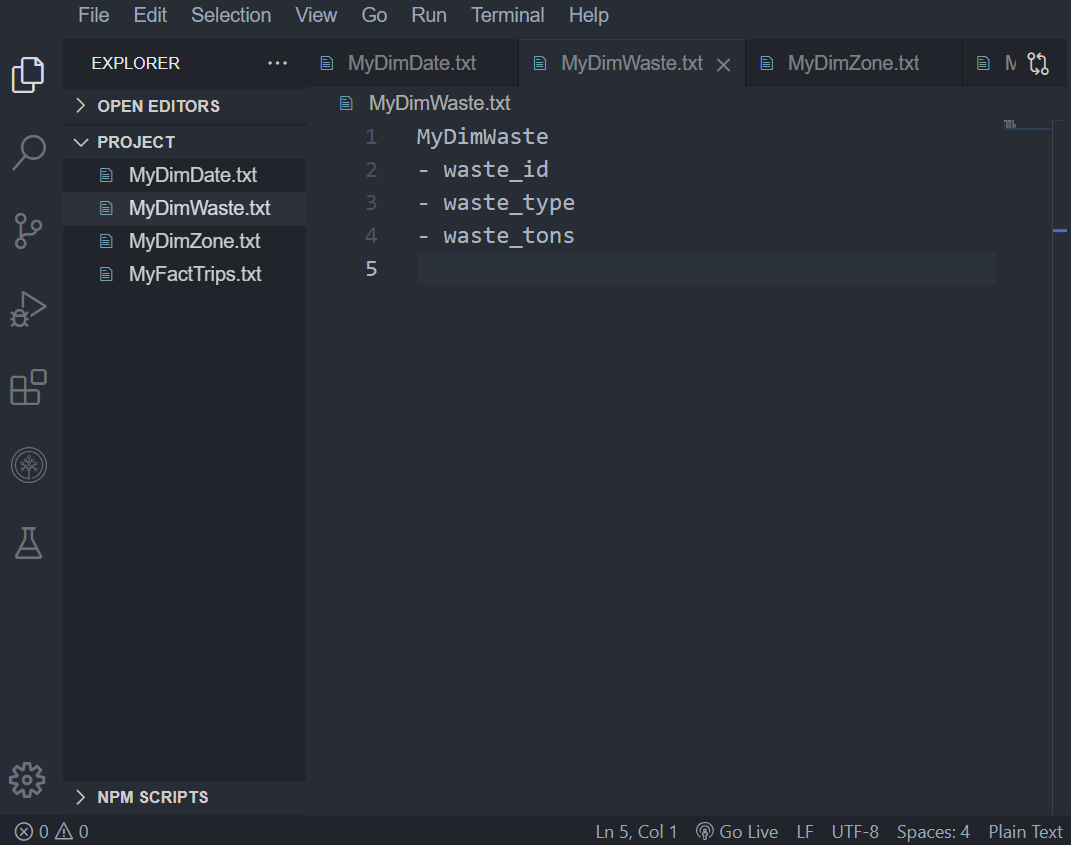 File Edit Selection View Go Run Terminal Help
EXPLORER
OPEN EDITORS
PROJECT
MyDimDate.txt
MyDimWaste.txt
MyDimZone.txt
MyFactTrips.txt
NPM SCRIPTS
MyDimDate.txt MyDimWaste.txt MyDimZone.txt
MyDimWaste.txt
1 MyDimWaste
2 - waste_id
3 - waste_type
4 - waste_tons
5
0 0 Ln 5, Col 1 Go Live LF UTF-8 Spaces: 4 Plain Text